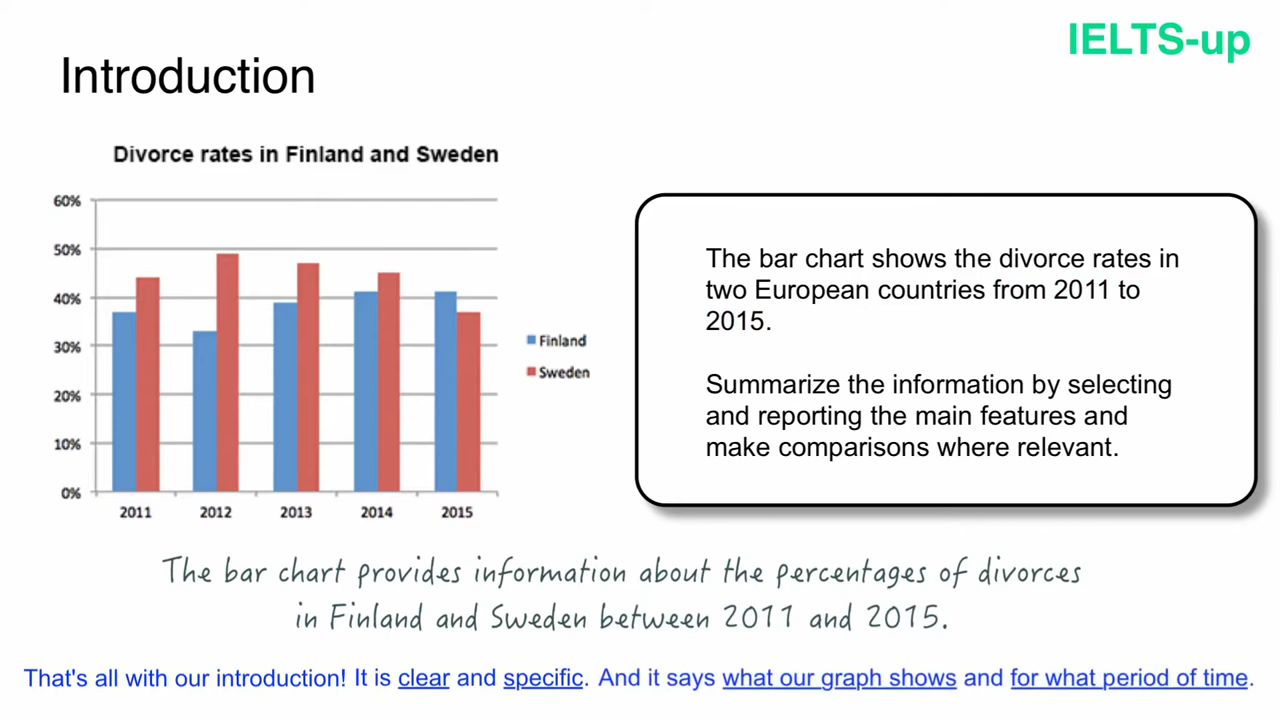 IELTS-up
Introduction
Divorce rates in Finland and Sweden
60%
50%
40%
30%
20%
10%
0%
2011 2012 2013 2014 2015
Finland
Sweden
The bar chart shows the divorce rates in
two European countries from 2011 to
2015.
Summarize the information by selecting
and reporting the main features and
make comparisons where relevant.
The bar chart provides information about the percentages of divorces
in Finland and Sweden between 2011 and 2015.
That's all with our introduction! It is clear and specific. And it says what our graph shows and for what period of time.